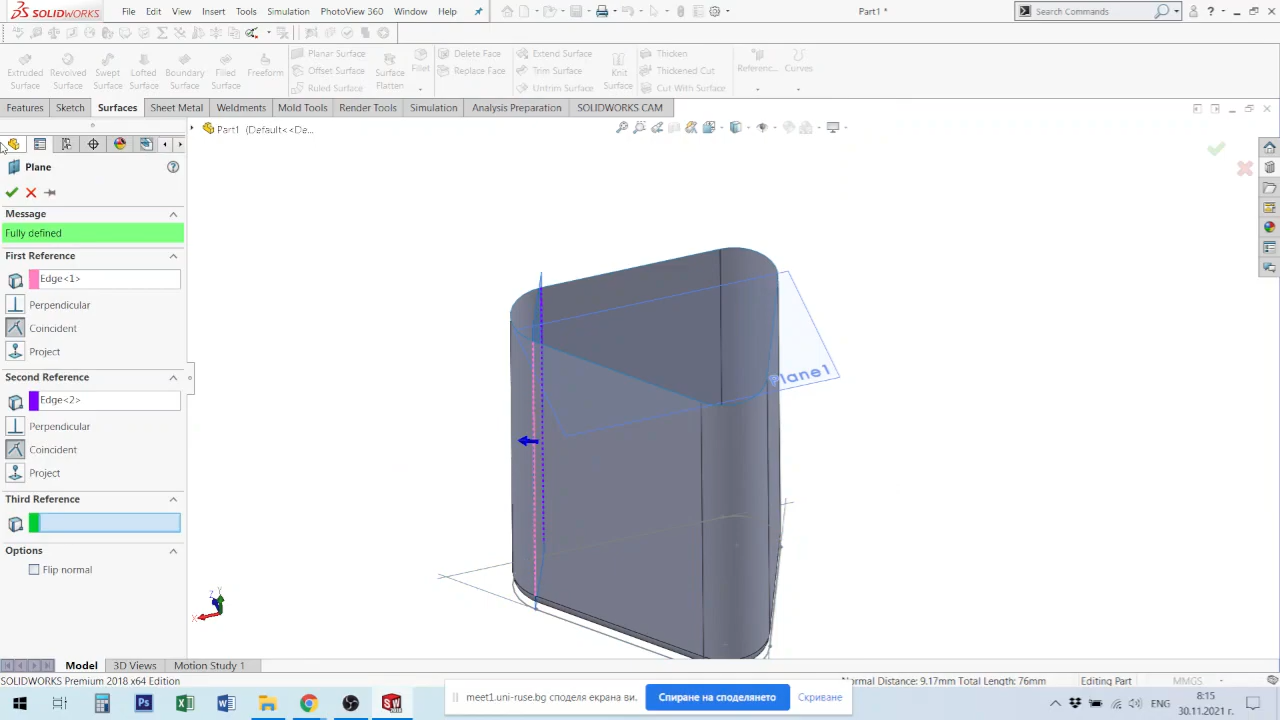 SOLIDWORKS File Edit View Insert Tools Simulation PhotoView 360 Window Help Part1 * Search Commands
Extruded Surface Revolved Surface Swept Surface Lofted Surface Boundary Surface Filled Surface Freeform Planar Surface Offset Surface Ruled Surface Surface Flatten Fillet Delete Face Replace Face Extend Surface Trim Surface Untrim Surface Knit Surface Thicken Thickened Cut Cut With Surface Referenc... Curves
Features Sketch Surfaces Sheet Metal Weldments Mold Tools Render Tools Simulation Analysis Preparation SOLIDWORKS CAM
Part1 (Default<<De...
Plane
Message
Fully defined
First Reference
Edge<1>
Perpendicular
Coincident
Project
Second Reference
Edge<2>
Perpendicular
Coincident
Project
Third Reference
Options
Flip normal
Plane1
Z Y X
Model 3D Views Motion Study 1
SOLIDWORKS Premium 2018 x64 Edition Normal Distance: 9.17mm Total Length: 76mm Editing Part MMGS
meet1.uni-ruse.bg споделя екрана ви. Спиране на споделянето Скриване
ENG 8:15
30.11.2021 г.